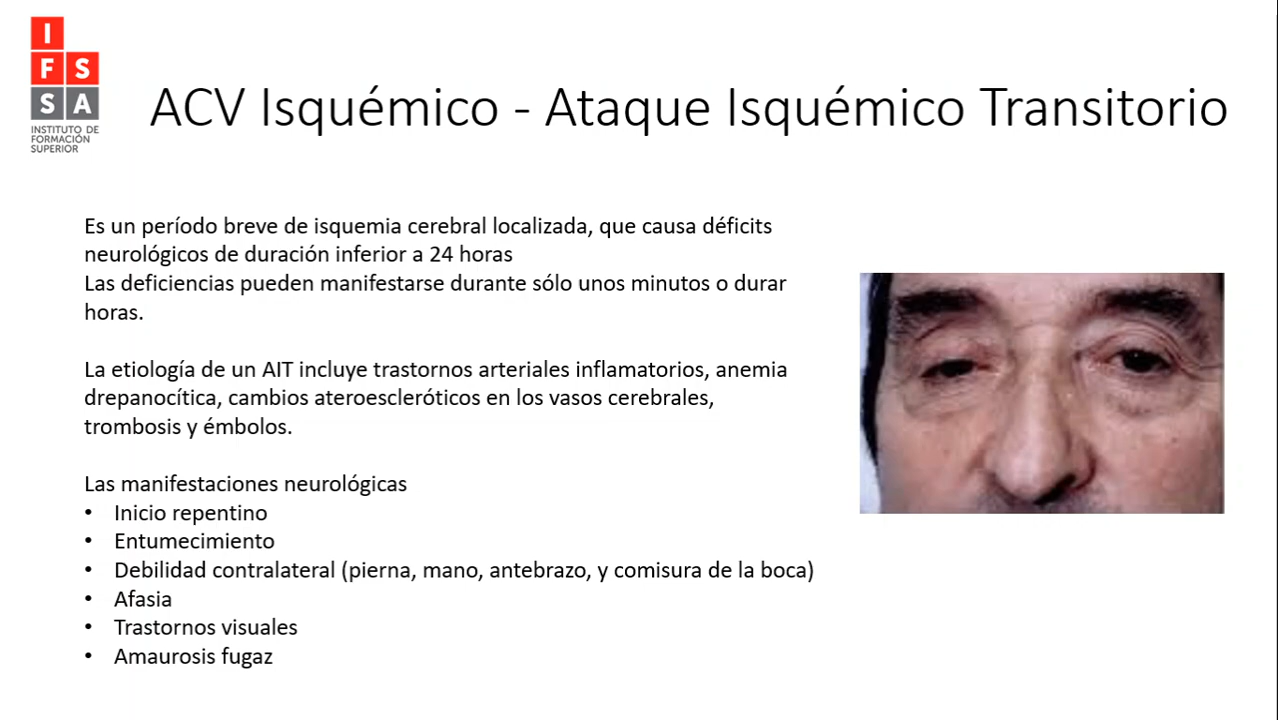 I
F S
S A
INSTITUTO DE
FORMACIÓN
SUPERIOR
ACV Isquémico - Ataque Isquémico Transitorio
Es un período breve de isquemia cerebral localizada, que causa déficits
neurológicos de duración inferior a 24 horas
Las deficiencias pueden manifestarse durante sólo unos minutos o durar
horas.
La etiología de un AIT incluye trastornos arteriales inflamatorios, anemia
drepanocítica, cambios ateroescleróticos en los vasos cerebrales,
trombosis y émbolos.
Las manifestaciones neurológicas
• Inicio repentino
• Entumecimiento
• Debilidad contralateral (pierna, mano, antebrazo, y comisura de la boca)
• Afasia
• Trastornos visuales
• Amaurosis fugaz